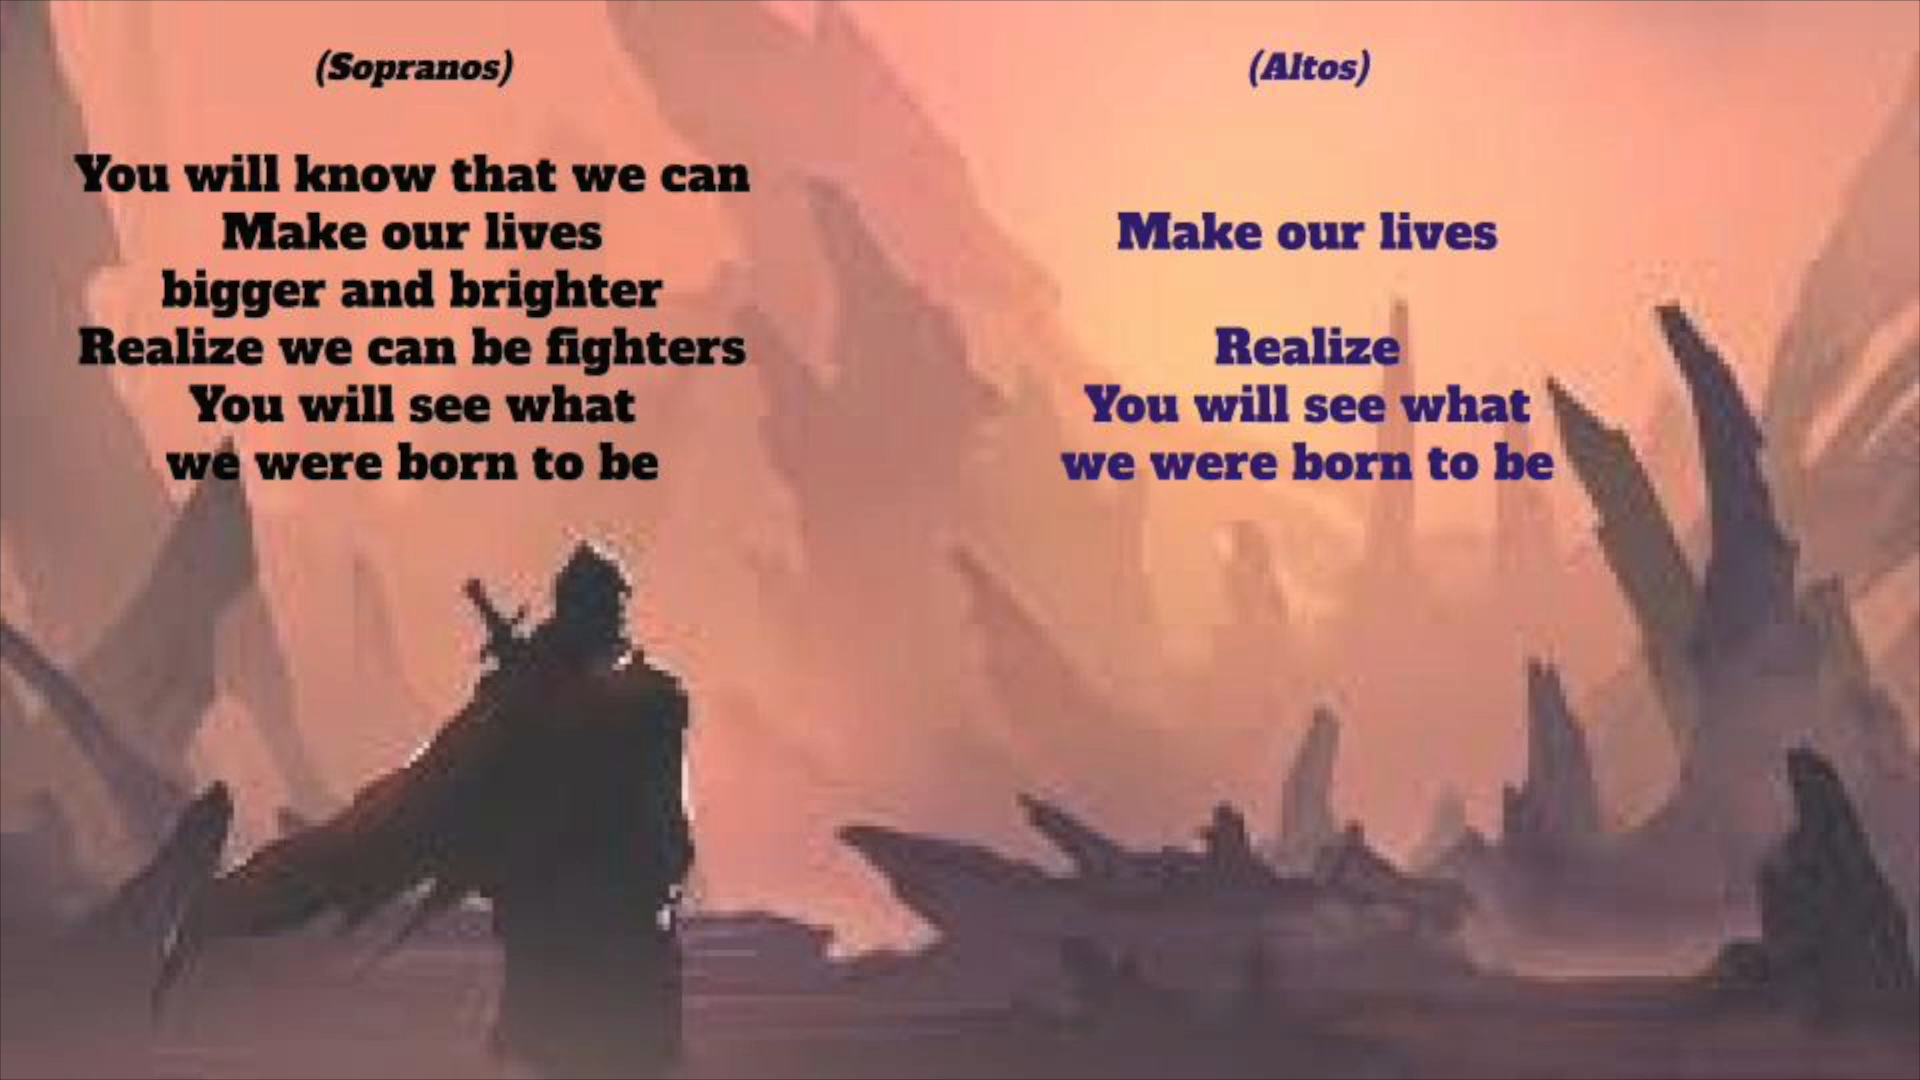 (Sopranos)
You will know that we can
Make our lives
bigger and brighter
Realize we can be fighters
You will see what
we were born to be
(Altos)
Make our lives
Realize
You will see what
we were born to be